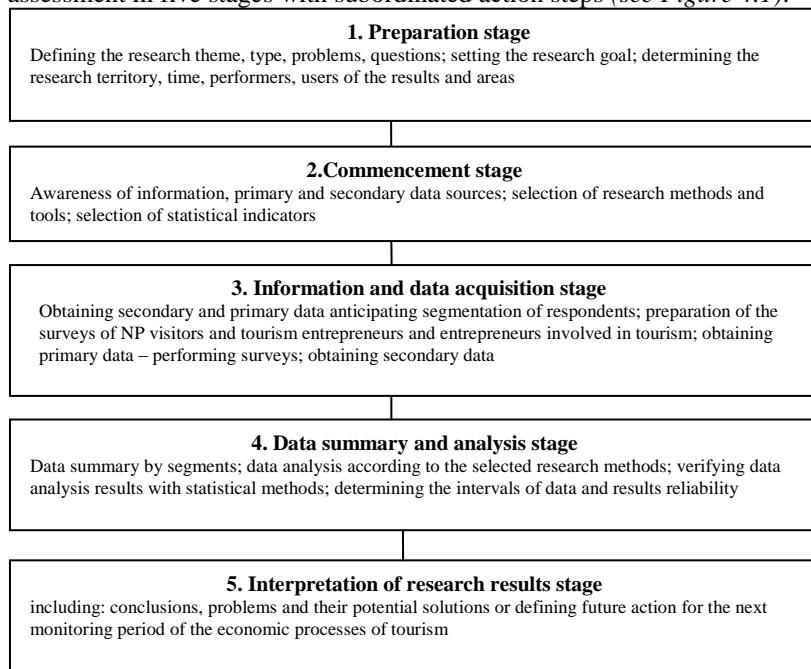 assessment in five stages with subordinated action steps (see Figure 4.1).
1. Preparation stage
Defining the research theme, type, problems, questions; setting the research goal; determining the
research territory, time, performers, users of the results and areas
2.Commencement stage
Awareness of information, primary and secondary data sources; selection of research methods and
tools; selection of statistical indicators
3. Information and data acquisition stage
Obtaining secondary and primary data anticipating segmentation of respondents; preparation of the
surveys of NP visitors and tourism entrepreneurs and entrepreneurs involved in tourism; obtaining
primary data – performing surveys; obtaining secondary data
4. Data summary and analysis stage
Data summary by segments; data analysis according to the selected research methods; verifying data
analysis results with statistical methods; determining the intervals of data and results reliability
5. Interpretation of research results stage
including: conclusions, problems and their potential solutions or defining future action for the next
monitoring period of the economic processes of tourism